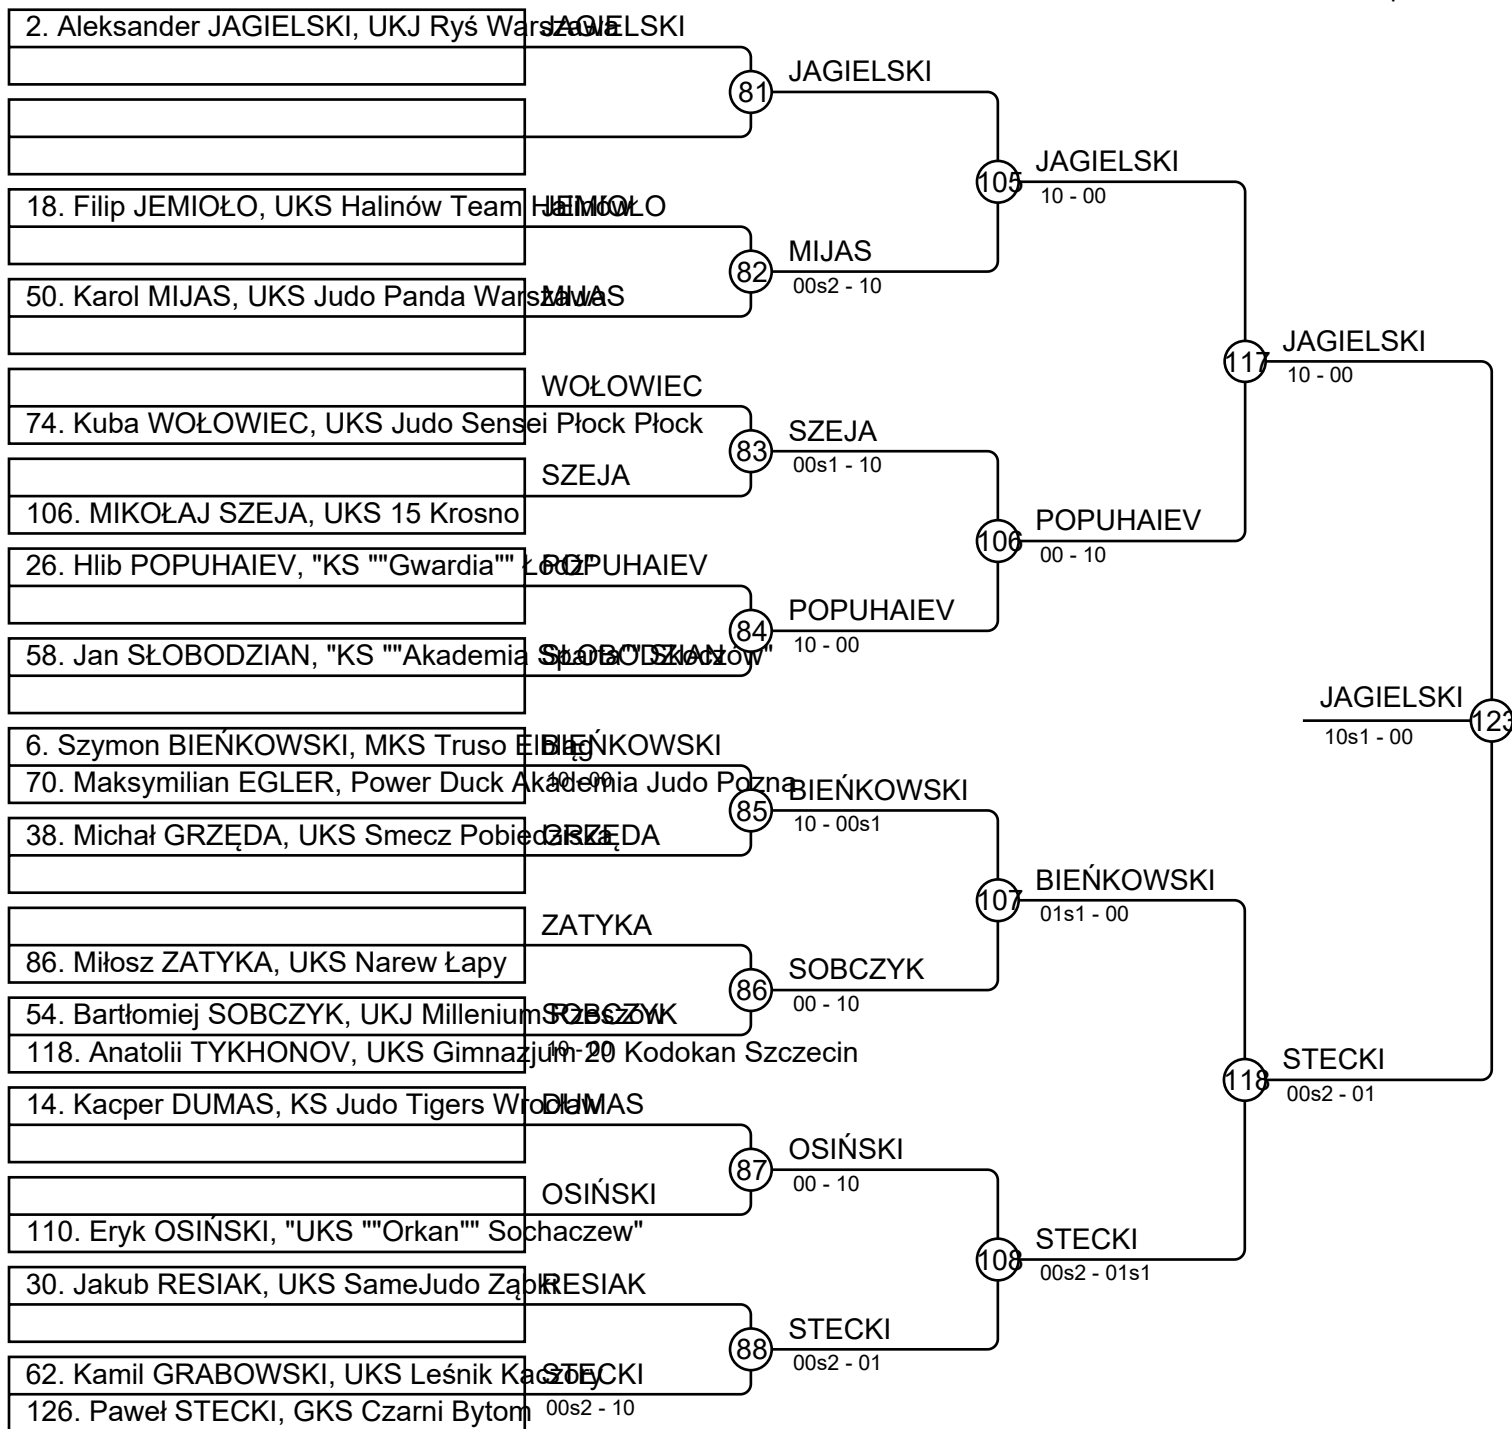 2. Aleksander JAGIELSKI, UKJ Ryś Warszawa
JAGIELSKI
81
JAGIELSKI
105
JAGIELSKI
10 - 00
18. Filip JEMIOŁO, UKS Halinów Team Halinów
JEMIOŁO
82
MIJAS
00s2 - 10
50. Karol MIJAS, UKS Judo Panda Warszawa
MIJAS
117
JAGIELSKI
10 - 00
WOŁOWIEC
74. Kuba WOŁOWIEC, UKS Judo Sensei Płock Płock
83
SZEJA
00s1 - 10
SZEJA
106. MIKOŁAJ SZEJA, UKS 15 Krosno
106
POPUHAIEV
00 - 10
26. Hlib POPUHAIEV, "KS ""Gwardia"" Łódź"
POPUHAIEV
84
POPUHAIEV
10 - 00
58. Jan SŁOBODZIAN, "KS ""Akademia Sparta"" Skoczów"
SŁOBODZIAN
JAGIELSKI
123
10s1 - 00
6. Szymon BIEŃKOWSKI, MKS Truso Elbląg
BIEŃKOWSKI
70. Maksymilian EGLER, Power Duck Akademia Judo Pozna
10 - 00
85
BIEŃKOWSKI
10 - 00s1
38. Michał GRZĘDA, UKS Smecz Pobiedziska
GRZĘDA
107
BIEŃKOWSKI
01s1 - 00
ZATYKA
86. Miłosz ZATYKA, UKS Narew Łapy
86
SOBCZYK
00 - 10
54. Bartłomiej SOBCZYK, UKJ Millenium Rzeszów
SOBCZYK
118. Anatolii TYKHONOV, UKS Gimnazjum 20 Kodokan Szczecin
10 - 00
118
STECKI
00s2 - 01
14. Kacper DUMAS, KS Judo Tigers Wrocław
DUMAS
87
OSIŃSKI
00 - 10
OSIŃSKI
110. Eryk OSIŃSKI, "UKS ""Orkan"" Sochaczew"
108
STECKI
00s2 - 01s1
30. Jakub RESIAK, UKS SameJudo Ząbki
RESIAK
88
STECKI
00s2 - 01
62. Kamil GRABOWSKI, UKS Leśnik Kaczory
STECKI
126. Paweł STECKI, GKS Czarni Bytom
00s2 - 10